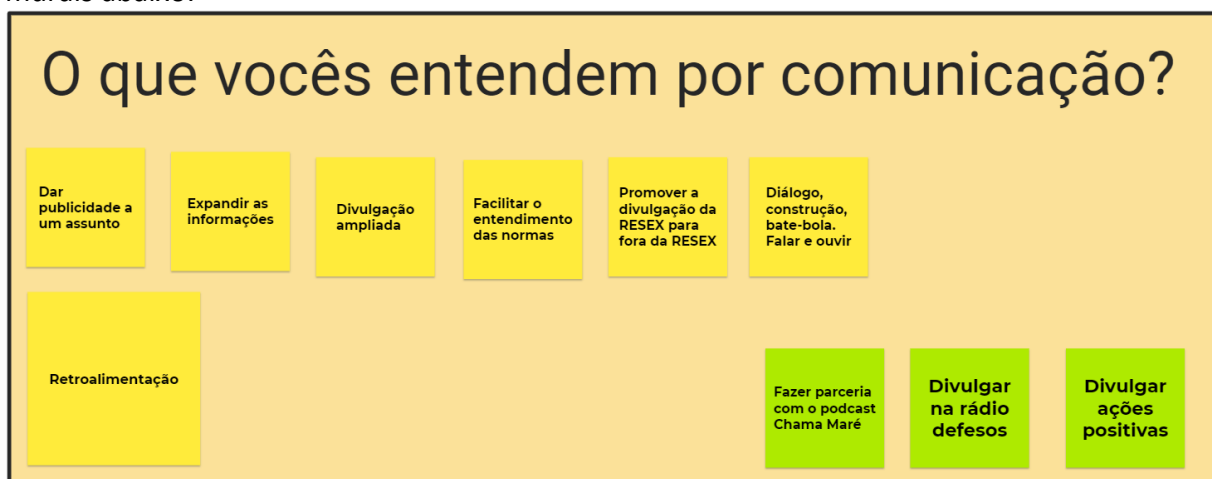 O que vocês entendem por comunicação?
Dar
publicidade a
um assunto
Expandir as
informações
Divulgação
ampliada
Facilitar o
entendimento
das normas
Promover a
divulgação da
RESEX para
fora da RESEX
Diálogo,
construção,
bate-bola.
Falar e ouvir
Retroalimentação
Fazer parceria
com o podcast
Chama Maré
Divulgar
na rádio
defesos
Divulgar
ações
positivas